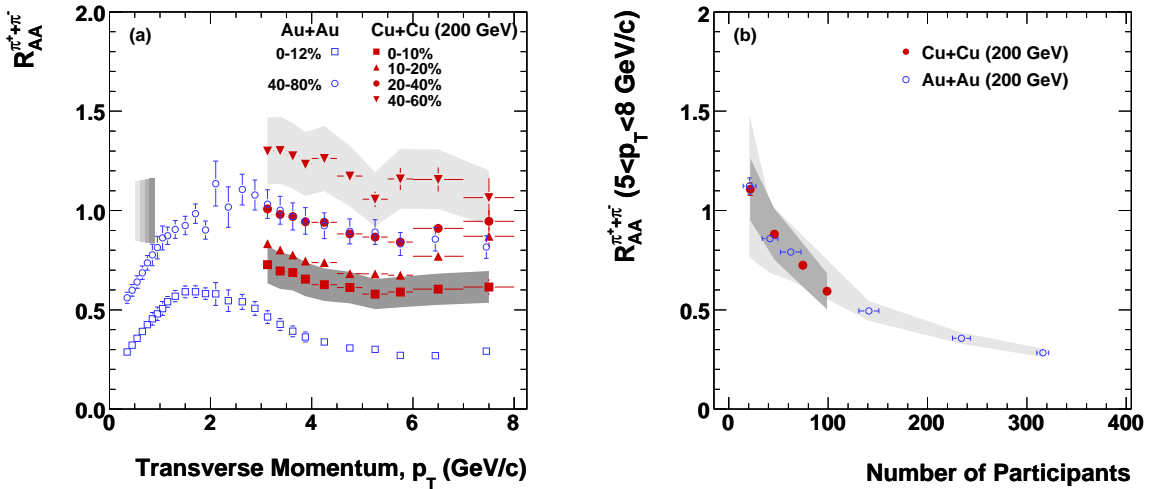 (a)
Au+Au
Cu+Cu (200 GeV)
0-12%
0-10%
10-20%
40-80%
20-40%
40-60%
R_AA^π⁺+π⁻
2.0
1.5
1.0
0.5
0.0
0 2 4 6 8
Transverse Momentum, p_T (GeV/c)
(b)
Cu+Cu (200 GeV)
Au+Au (200 GeV)
R_AA^π⁺+π⁻ (5<p_T<8 GeV/c)
2
1.5
1
0.5
0
0 100 200 300 400
Number of Participants